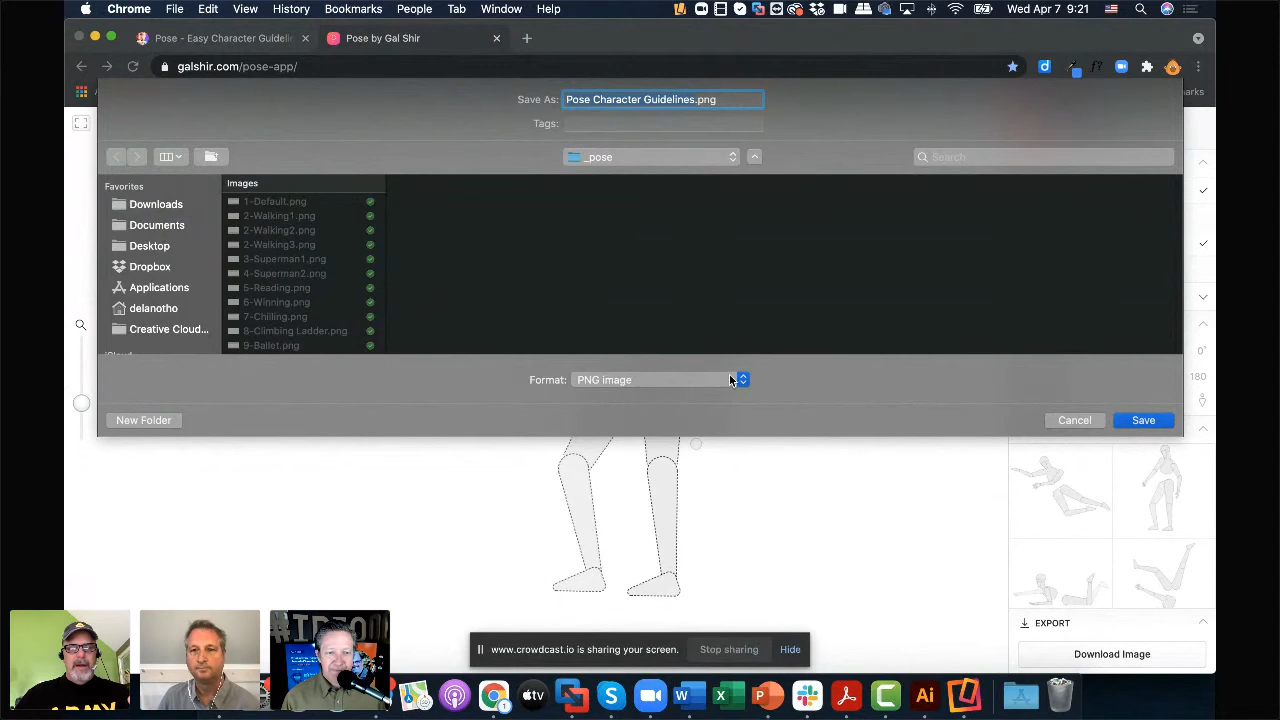 Chrome File Edit View History Bookmarks People Tab Window Help Wed Apr 7 9:21
Pose - Easy Character Guideli
Pose by Gal Shir
galshir.com/pose-app/
Save As: Pose Character Guidelines.png
Tags:
_pose
Search
Favorites
Downloads
Documents
Desktop
Dropbox
Applications
delanotho
Creative Cloud...
Images
1-Default.png
2-Walking1.png
2-Walking2.png
2-Walking3.png
3-Superman1.png
4-Superman2.png
5-Reading.png
6-Winning.png
7-Chiiling.png
8-Climbing Ladder.png
9-Ballet.png
Format: PNG image
New Folder
Cancel
Save
0°
180
EXPORT
Download Image
www.crowdcast.io is sharing your screen.
Stop sharing
Hide